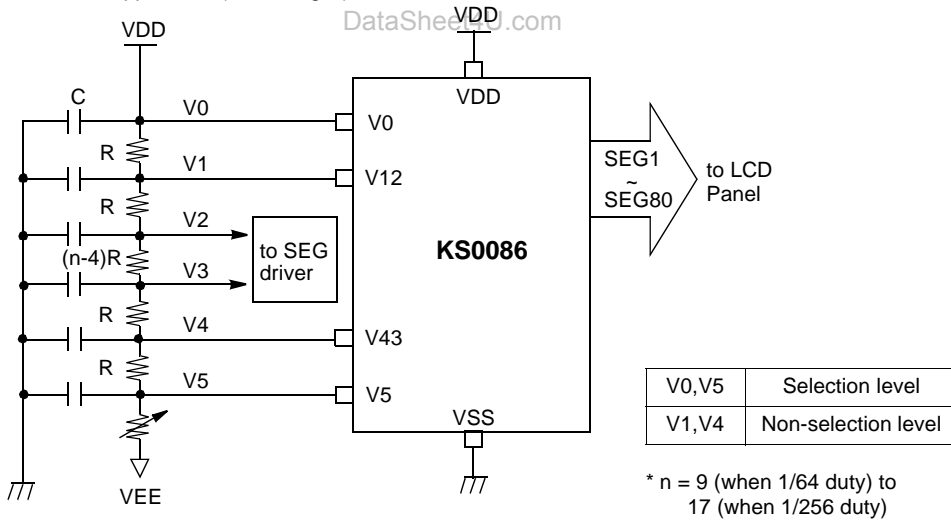 DataSheet4U.com
VDD
VDD
VDD
C
V0
V0
R
V1
V12
SEG1
~
SEG80
to LCD
Panel
R
V2
to SEG
driver
KS0086
(n-4)R
V3
R
V4
V43
R
V5
V5
VSS
VEE
V0,V5 Selection level
V1,V4 Non-selection level
* n = 9 (when 1/64 duty) to
17 (when 1/256 duty)